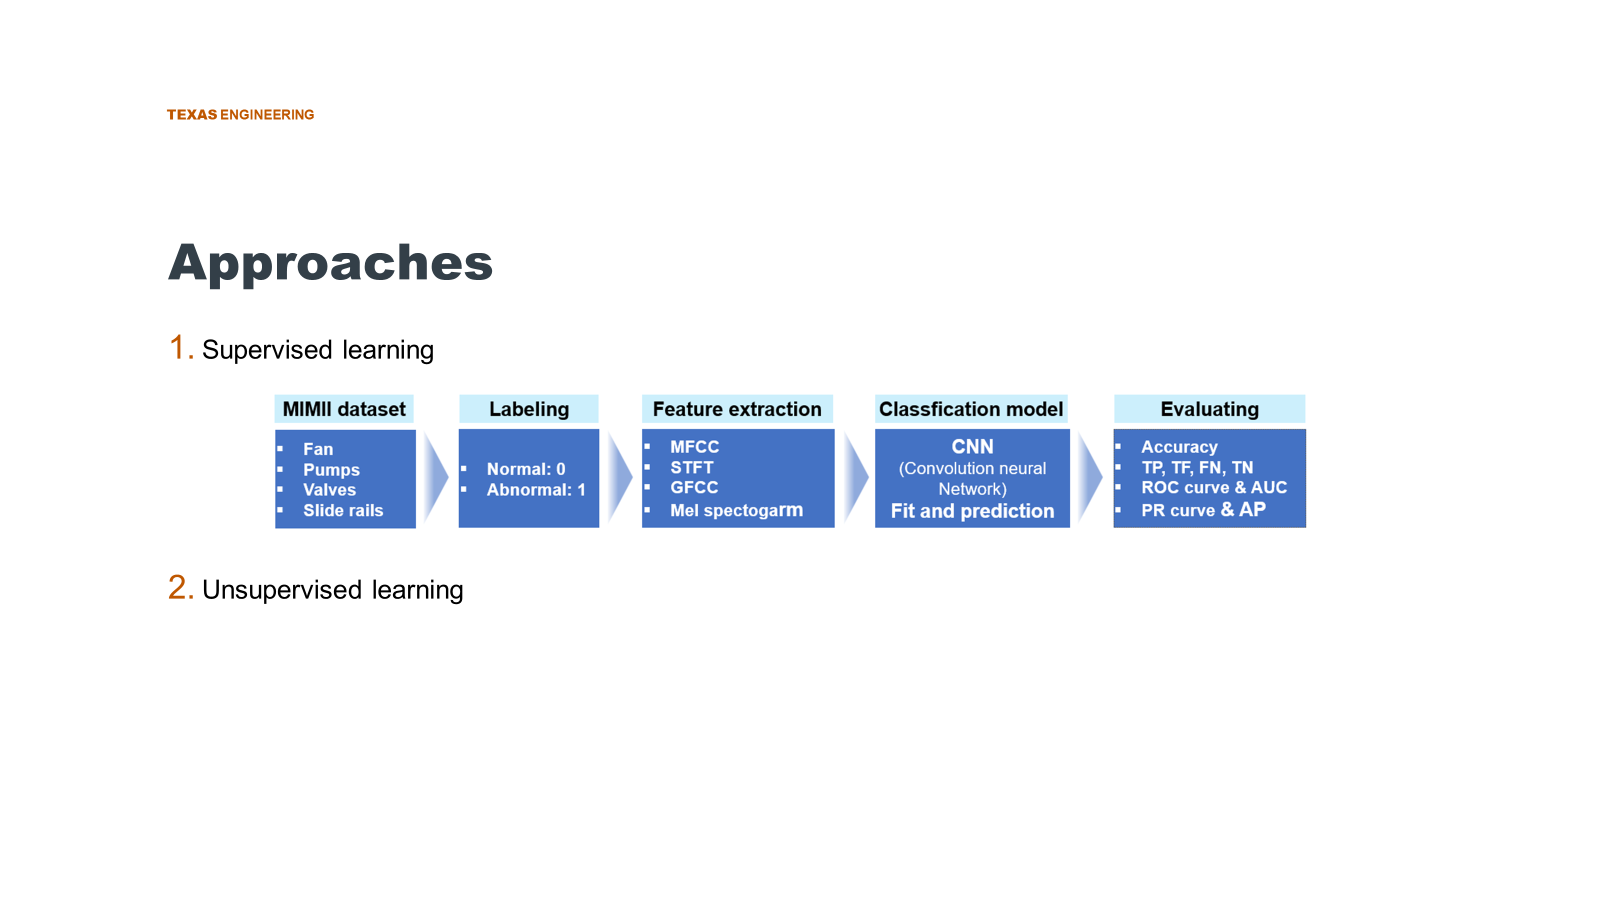 TEXAS ENGINEERING
Approaches
1. Supervised learning
MIMII dataset
▪ Fan
▪ Pumps
▪ Valves
▪ Slide rails
Labeling
▪ Normal: 0
▪ Abnormal: 1
Feature extraction
▪ MFCC
▪ STFT
▪ GFCC
▪ Mel spectogarm
Classfication model
CNN
(Convolution neural
Network)
Fit and prediction
Evaluating
▪ Accuracy
▪ TP, TF, FN, TN
▪ ROC curve & AUC
▪ PR curve & AP
2. Unsupervised learning